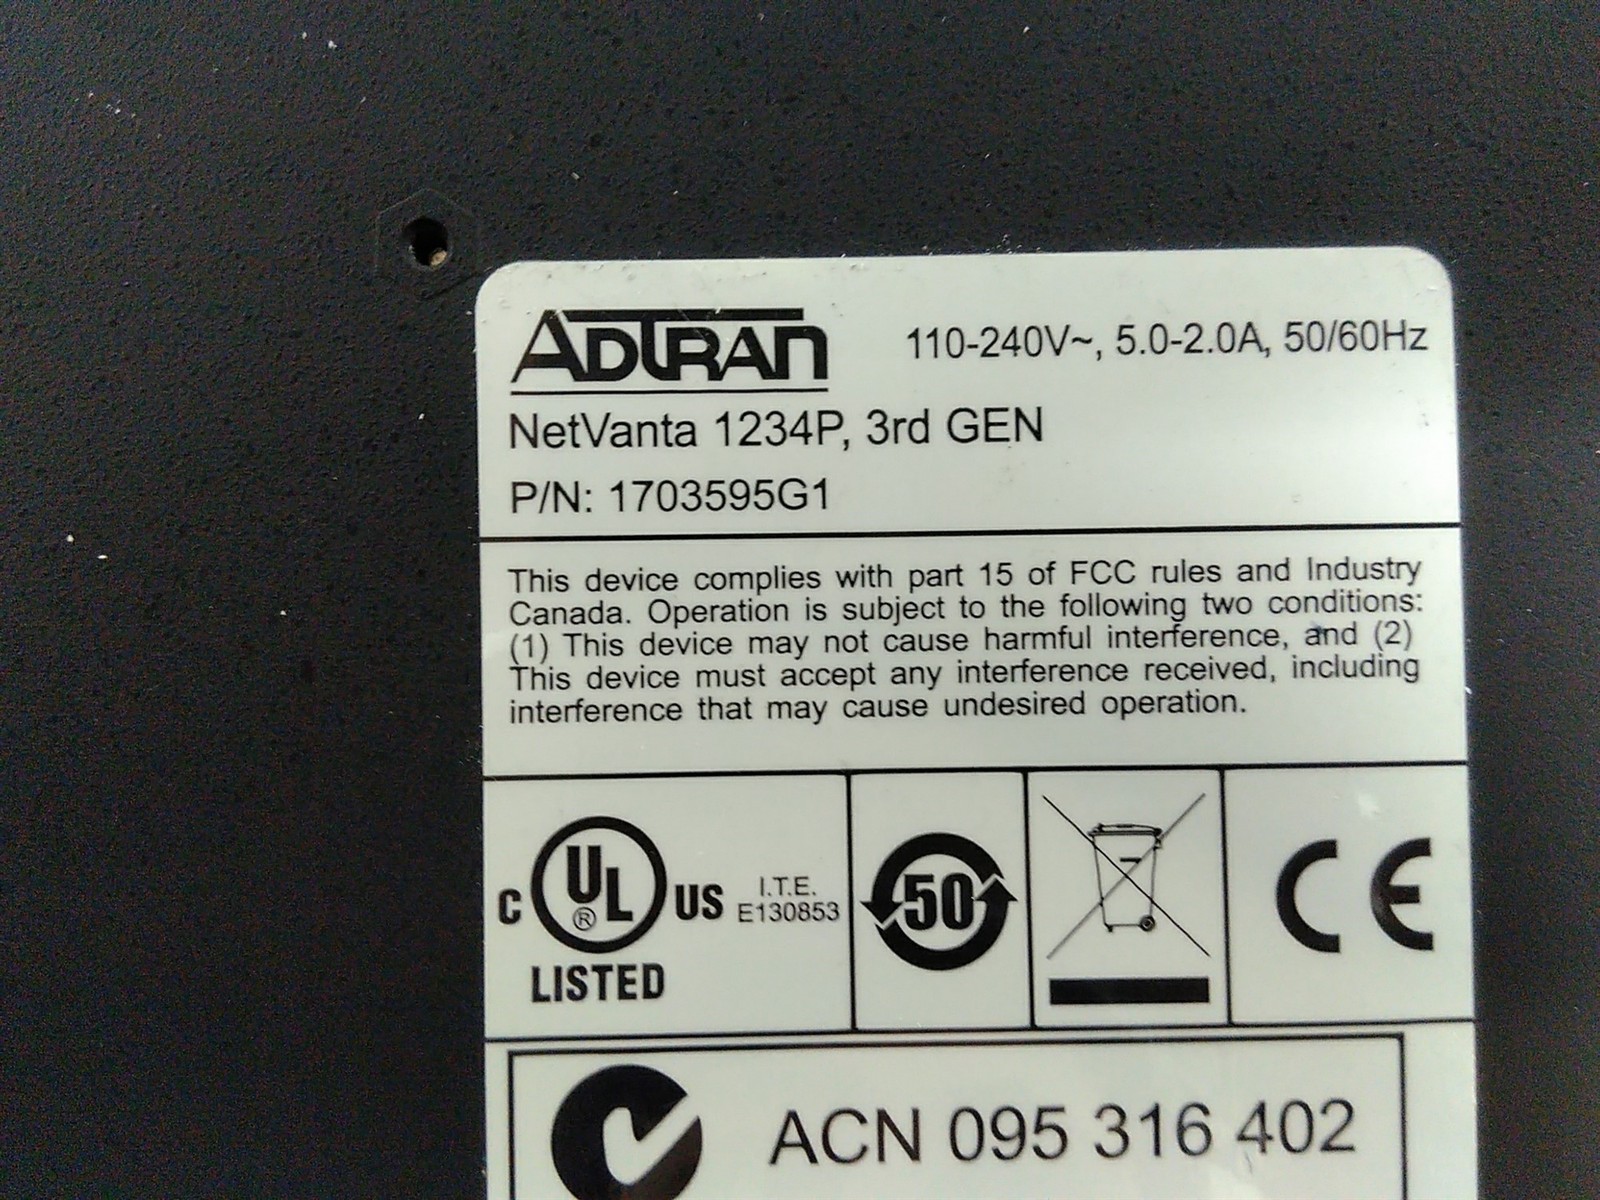 ADTRAN 110-240V~, 5.0-2.0A, 50/60Hz
NetVanta 1234P, 3rd GEN
P/N: 1703595G1
This device complies with part 15 of FCC rules and Industry
Canada. Operation is subject to the following two conditions:
(1) This device may not cause harmful interference, and (2)
This device must accept any interference received, including
interference that may cause undesired operation.
C UL® US I.T.E.
E130853
LISTED
50
CE
ACN 095 316 402